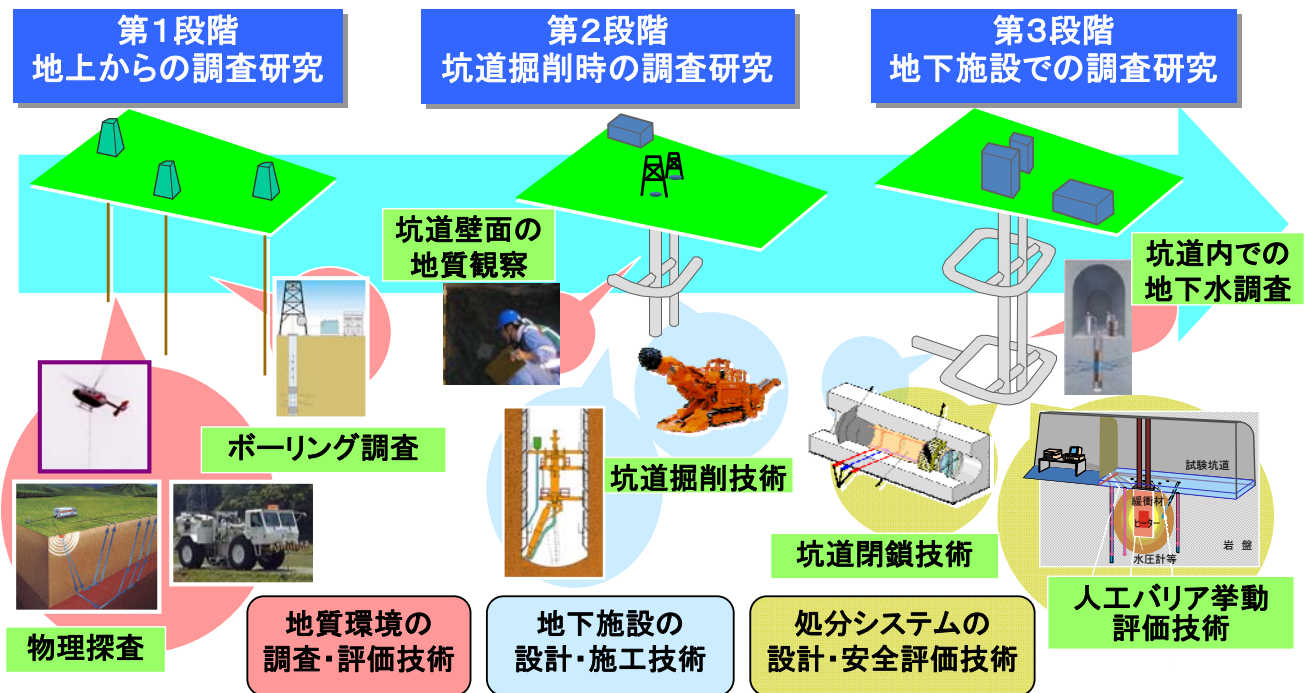 第１段階
地上からの調査研究
第２段階
坑道掘削時の調査研究
第３段階
地下施設での調査研究
坑道壁面の
地質観察
坑道内での
地下水調査
ボーリング調査
坑道掘削技術
試験坑道
緩衝材
ヒーター
岩 盤
水圧計等
坑道閉鎖技術
人工バリア挙動
評価技術
物理探査
地質環境の
調査・評価技術
地下施設の
設計・施工技術
処分システムの
設計・安全評価技術